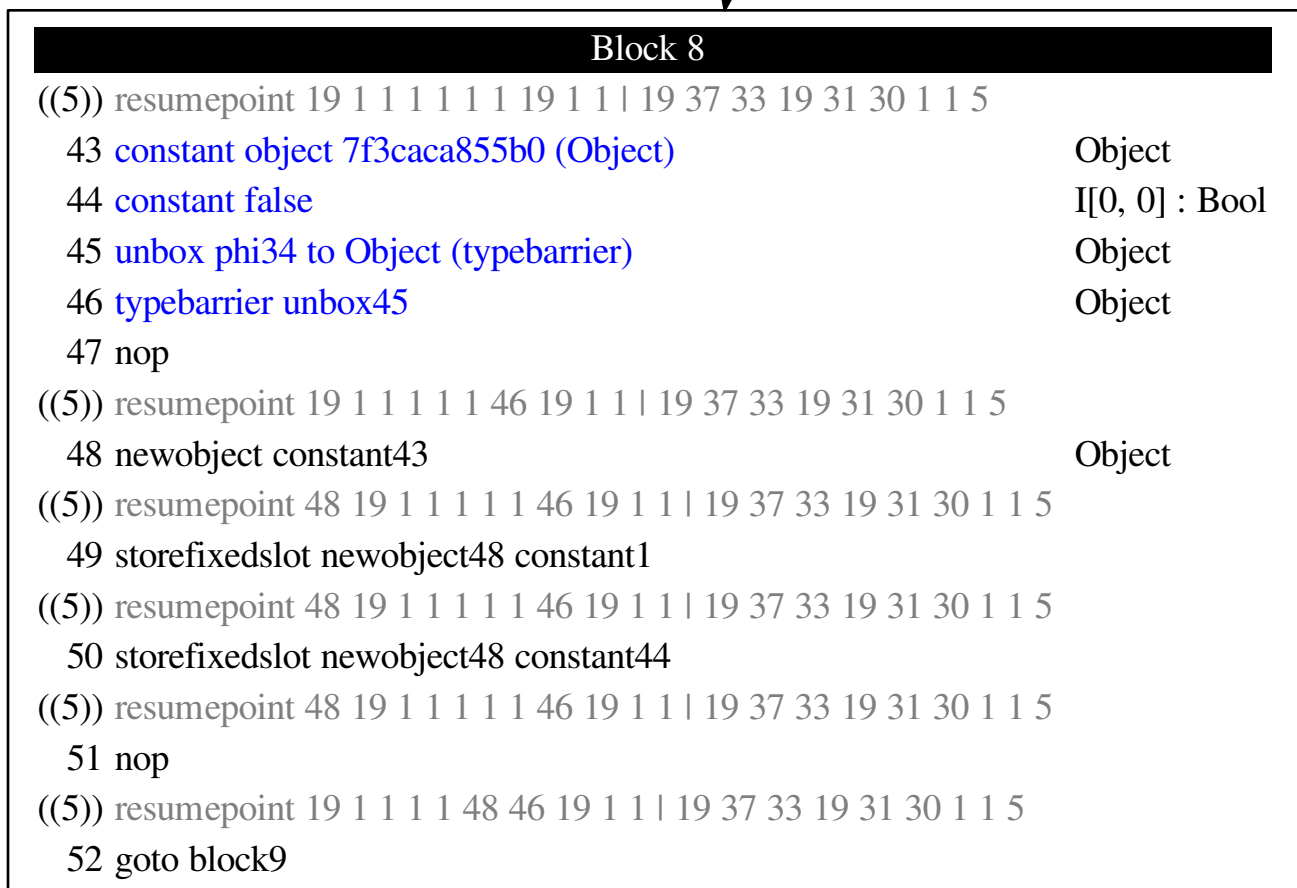 Block 8
((5)) resumepoint 19 1 1 1 1 1 1 19 1 1 | 19 37 33 19 31 30 1 1 5
43 constant object 7f3caca855b0 (Object) Object
44 constant false I[0, 0] : Bool
45 unbox phi34 to Object (typebarrier) Object
46 typebarrier unbox45 Object
47 nop
((5)) resumepoint 19 1 1 1 1 1 46 19 1 1 | 19 37 33 19 31 30 1 1 5
48 newobject constant43 Object
((5)) resumepoint 48 19 1 1 1 1 1 46 19 1 1 | 19 37 33 19 31 30 1 1 5
49 storefixedslot newobject48 constant1
((5)) resumepoint 48 19 1 1 1 1 1 46 19 1 1 | 19 37 33 19 31 30 1 1 5
50 storefixedslot newobject48 constant44
((5)) resumepoint 48 19 1 1 1 1 1 46 19 1 1 | 19 37 33 19 31 30 1 1 5
51 nop
((5)) resumepoint 19 1 1 1 1 48 46 19 1 1 | 19 37 33 19 31 30 1 1 5
52 goto block9